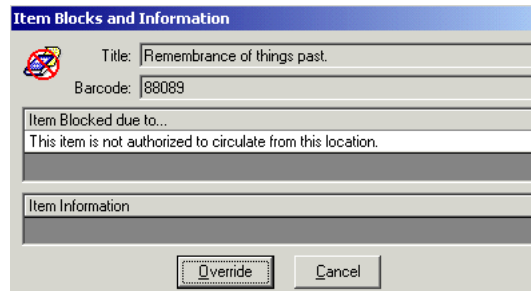 Item Blocks and Information
Title: Remembrance of things past.
Barcode: 88089
Item Blocked due to...
This item is not authorized to circulate from this location.
Item Information
Override Cancel